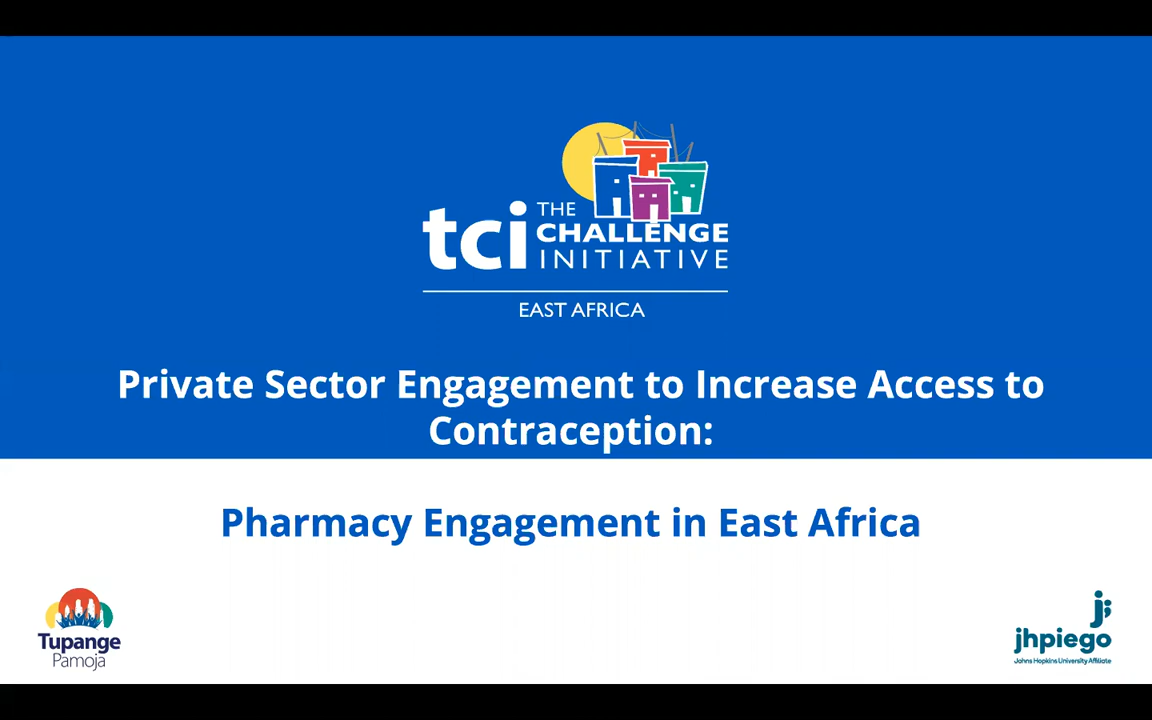 tci THE
CHALLENGE
INITIATIVE
EAST AFRICA
Private Sector Engagement to Increase Access to
Contraception:
Pharmacy Engagement in East Africa
Tupange
Pamoja
jhpiego
Johns Hopkins University Affiliate